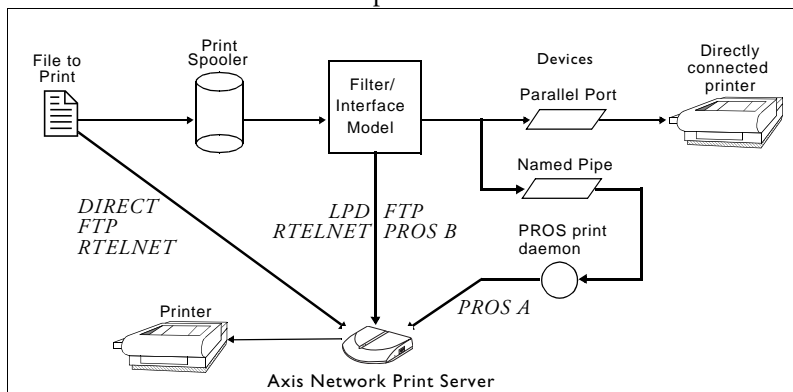 File to
Print
Print
Spooler
Filter/
Interface
Model
Devices
Parallel Port
Directly
connected
printer
Named Pipe
DIRECT
FTP
RTELNET
LPD FTP
RTELNET PROS B
PROS print
daemon
PROS A
Printer
Axis Network Print Server